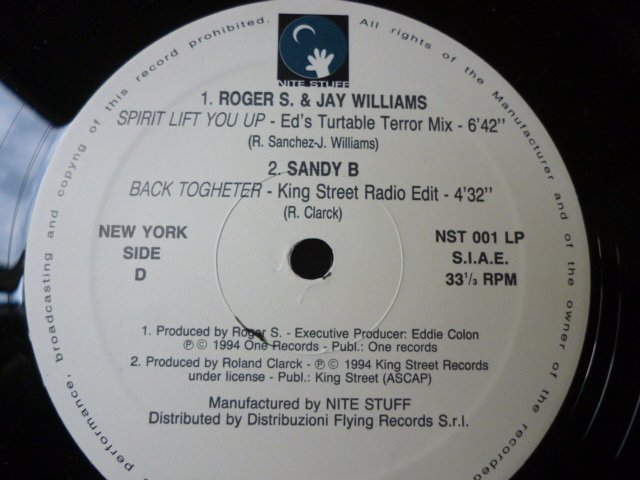 of this record prohibited. All rights of the Manufacturer and of the owner of the recorded
performance, broadcasting and copyng
NITE STUFF
1. ROGER S. & JAY WILLIAMS
SPIRIT LIFT YOU UP - Ed's Turtable Terror Mix - 6'42"
(R. Sanchez-J. Williams)
2. SANDY B
BACK TOGHETER - King Street Radio Edit - 4'32"
(R. Clarck)
NEW YORK
SIDE
D
NST 001 LP
S.I.A.E.
33 1/3 RPM
1. Produced by Roger S. - Executive Producer: Eddie Colon
℗ © 1994 One Records - Publ.: One records
2. Produced by Roland Clarck - ℗ © 1994 King Street Records
under license - Publ.: King Street (ASCAP)
Manufactured by NITE STUFF
Distributed by Distribuzioni Flying Records S.r.l.